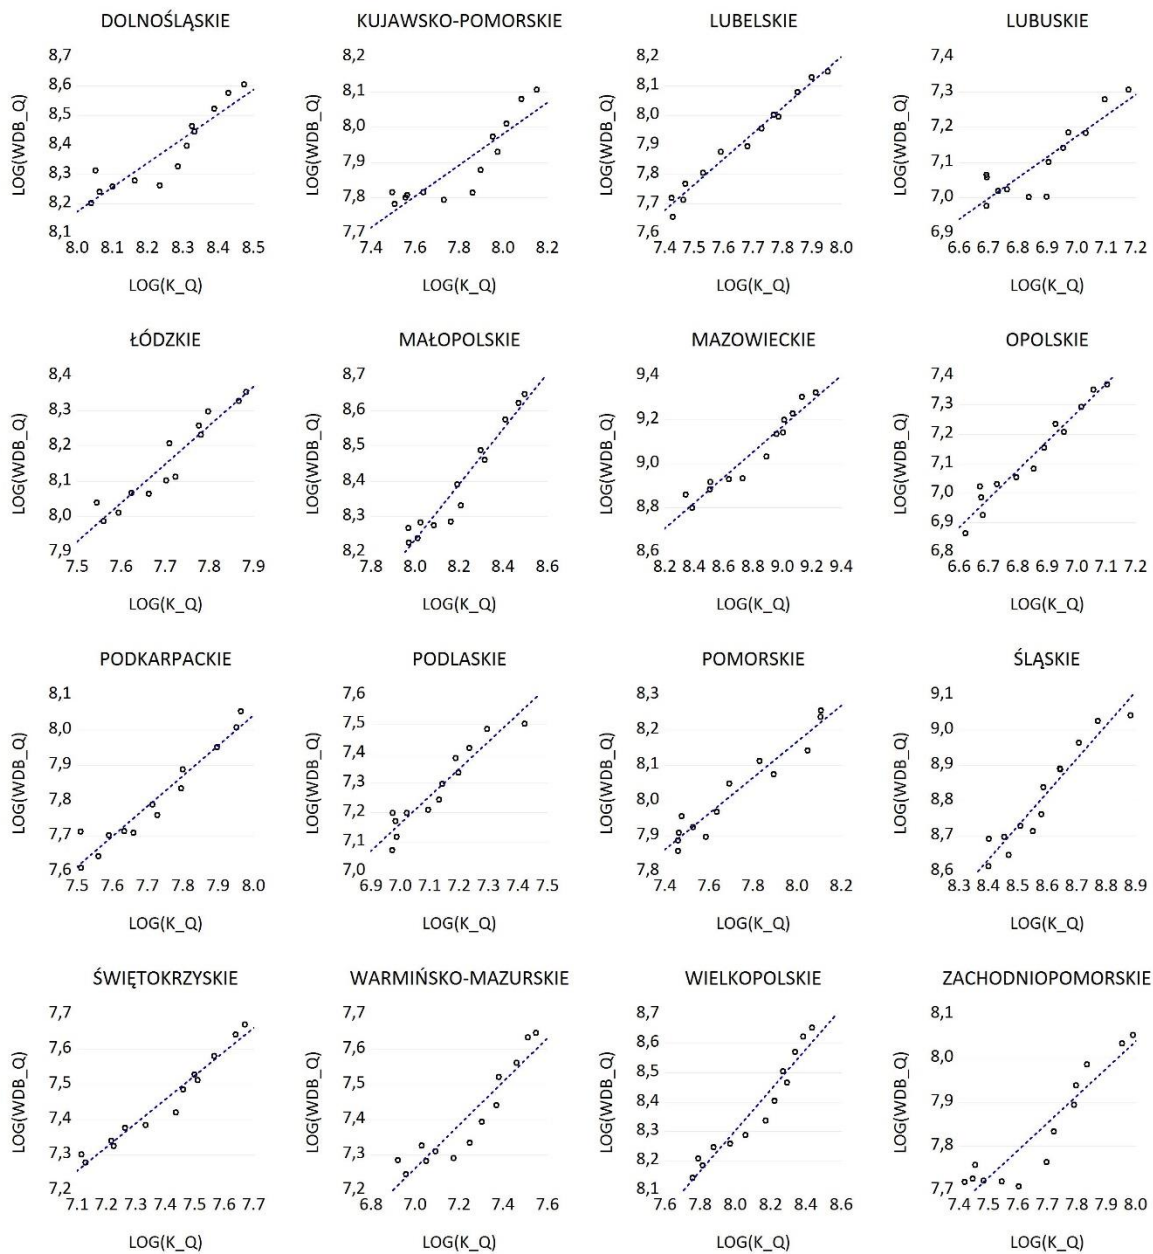 DOLNOŚLĄSKIE
LOG(WDB_Q)
8,7
8,6
8,5
8,4
8,3
8,2
8,1
8.0 8.1 8.2 8.3 8.4 8.5
LOG(K_Q)
KUJAWSKO-POMORSKIE
LOG(WDB_Q)
8,2
8,1
8,0
7,9
7,8
7,7
7.4 7.6 7.8 8.0 8.2
LOG(K_Q)
LUBELSKIE
LOG(WDB_Q)
8,2
8,1
8,0
7,9
7,8
7,7
7,6
7.4 7.5 7.6 7.7 7.8 7.9 8.0
LOG(K_Q)
LUBUSKIE
LOG(WDB_Q)
7,4
7,3
7,2
7,1
7,0
6,9
6.6 6.7 6.8 6.9 7.0 7.1 7.2
LOG(K_Q)
ŁÓDZKIE
LOG(WDB_Q)
8,4
8,3
8,2
8,1
8,0
7,9
7.5 7.6 7.7 7.8 7.9
LOG(K_Q)
MAŁOPOLSKIE
LOG(WDB_Q)
8,7
8,6
8,5
8,4
8,3
8,2
7.8 8.0 8.2 8.4 8.6
LOG(K_Q)
MAZOWIECKIE
LOG(WDB_Q)
9,4
9,2
9,0
8,8
8,6
8.2 8.4 8.6 8.8 9.0 9.2 9.4
LOG(K_Q)
OPOLSKIE
LOG(WDB_Q)
7,4
7,3
7,2
7,1
7,0
6,9
6,8
6.6 6.7 6.8 6.9 7.0 7.1 7.2
LOG(K_Q)
PODKARPACKIE
LOG(WDB_Q)
8,1
8,0
7,9
7,8
7,7
7,6
7.5 7.6 7.7 7.8 7.9 8.0
LOG(K_Q)
PODLASKIE
LOG(WDB_Q)
7,6
7,5
7,4
7,3
7,2
7,1
7,0
6.9 7.0 7.1 7.2 7.3 7.4 7.5
LOG(K_Q)
POMORSKIE
LOG(WDB_Q)
8,3
8,2
8,1
8,0
7,9
7,8
7.4 7.6 7.8 8.0 8.2
LOG(K_Q)
ŚLĄSKIE
LOG(WDB_Q)
9,1
9,0
8,9
8,8
8,7
8,6
8.3 8.4 8.5 8.6 8.7 8.8 8.9
LOG(K_Q)
ŚWIĘTOKRZYSKIE
LOG(WDB_Q)
7,7
7,6
7,5
7,4
7,3
7,2
7.1 7.2 7.3 7.4 7.5 7.6 7.7
LOG(K_Q)
WARMIŃSKO-MAZURSKIE
LOG(WDB_Q)
7,7
7,6
7,5
7,4
7,3
7,2
6.8 7.0 7.2 7.4 7.6
LOG(K_Q)
WIELKOPOLSKIE
LOG(WDB_Q)
8,7
8,6
8,5
8,4
8,3
8,2
8,1
7.6 7.8 8.0 8.2 8.4 8.6
LOG(K_Q)
ZACHODNIOPOMORSKIE
LOG(WDB_Q)
8,1
8,0
7,9
7,8
7,7
7.4 7.5 7.6 7.7 7.8 7.9 8.0
LOG(K_Q)